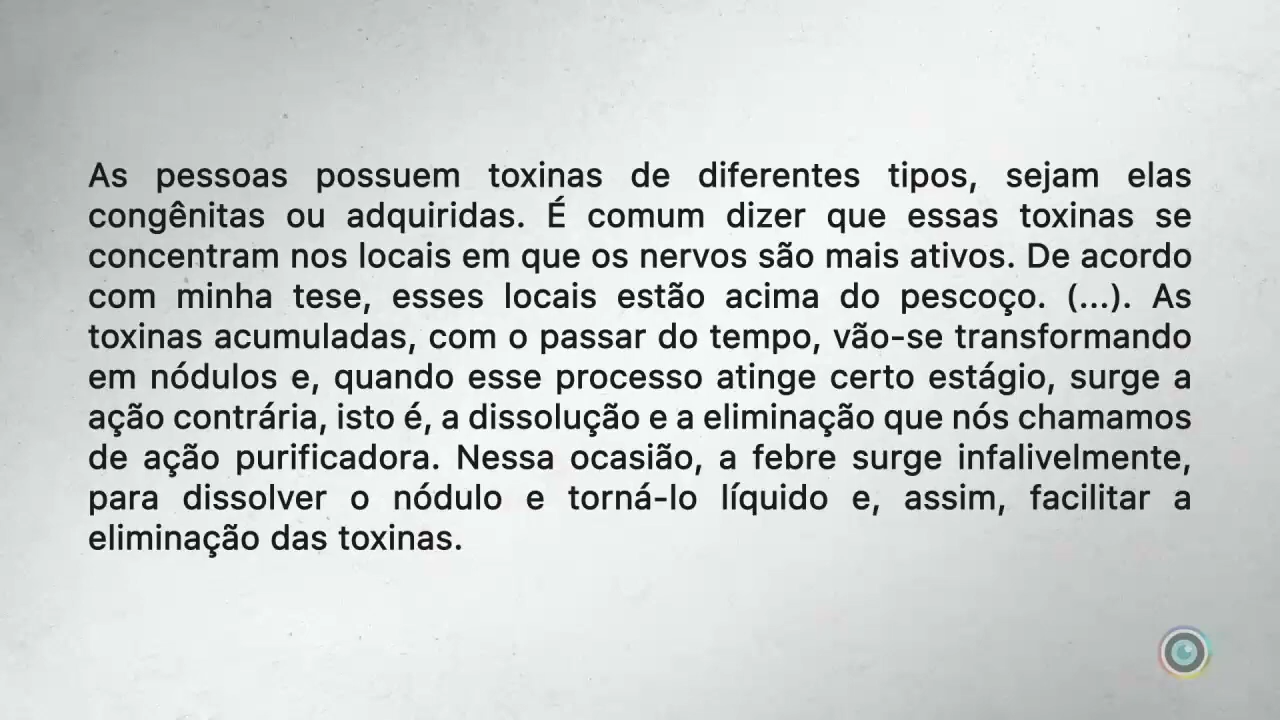 As pessoas possuem toxinas de diferentes tipos, sejam elas
congênitas ou adquiridas. É comum dizer que essas toxinas se
concentram nos locais em que os nervos são mais ativos. De acordo
com minha tese, esses locais estão acima do pescoço. (...). As
toxinas acumuladas, com o passar do tempo, vão-se transformando
em nódulos e, quando esse processo atinge certo estágio, surge a
ação contrária, isto é, a dissolução e a eliminação que nós chamamos
de ação purificadora. Nessa ocasião, a febre surge infalivelmente,
para dissolver o nódulo e torná-lo líquido e, assim, facilitar a
eliminação das toxinas.